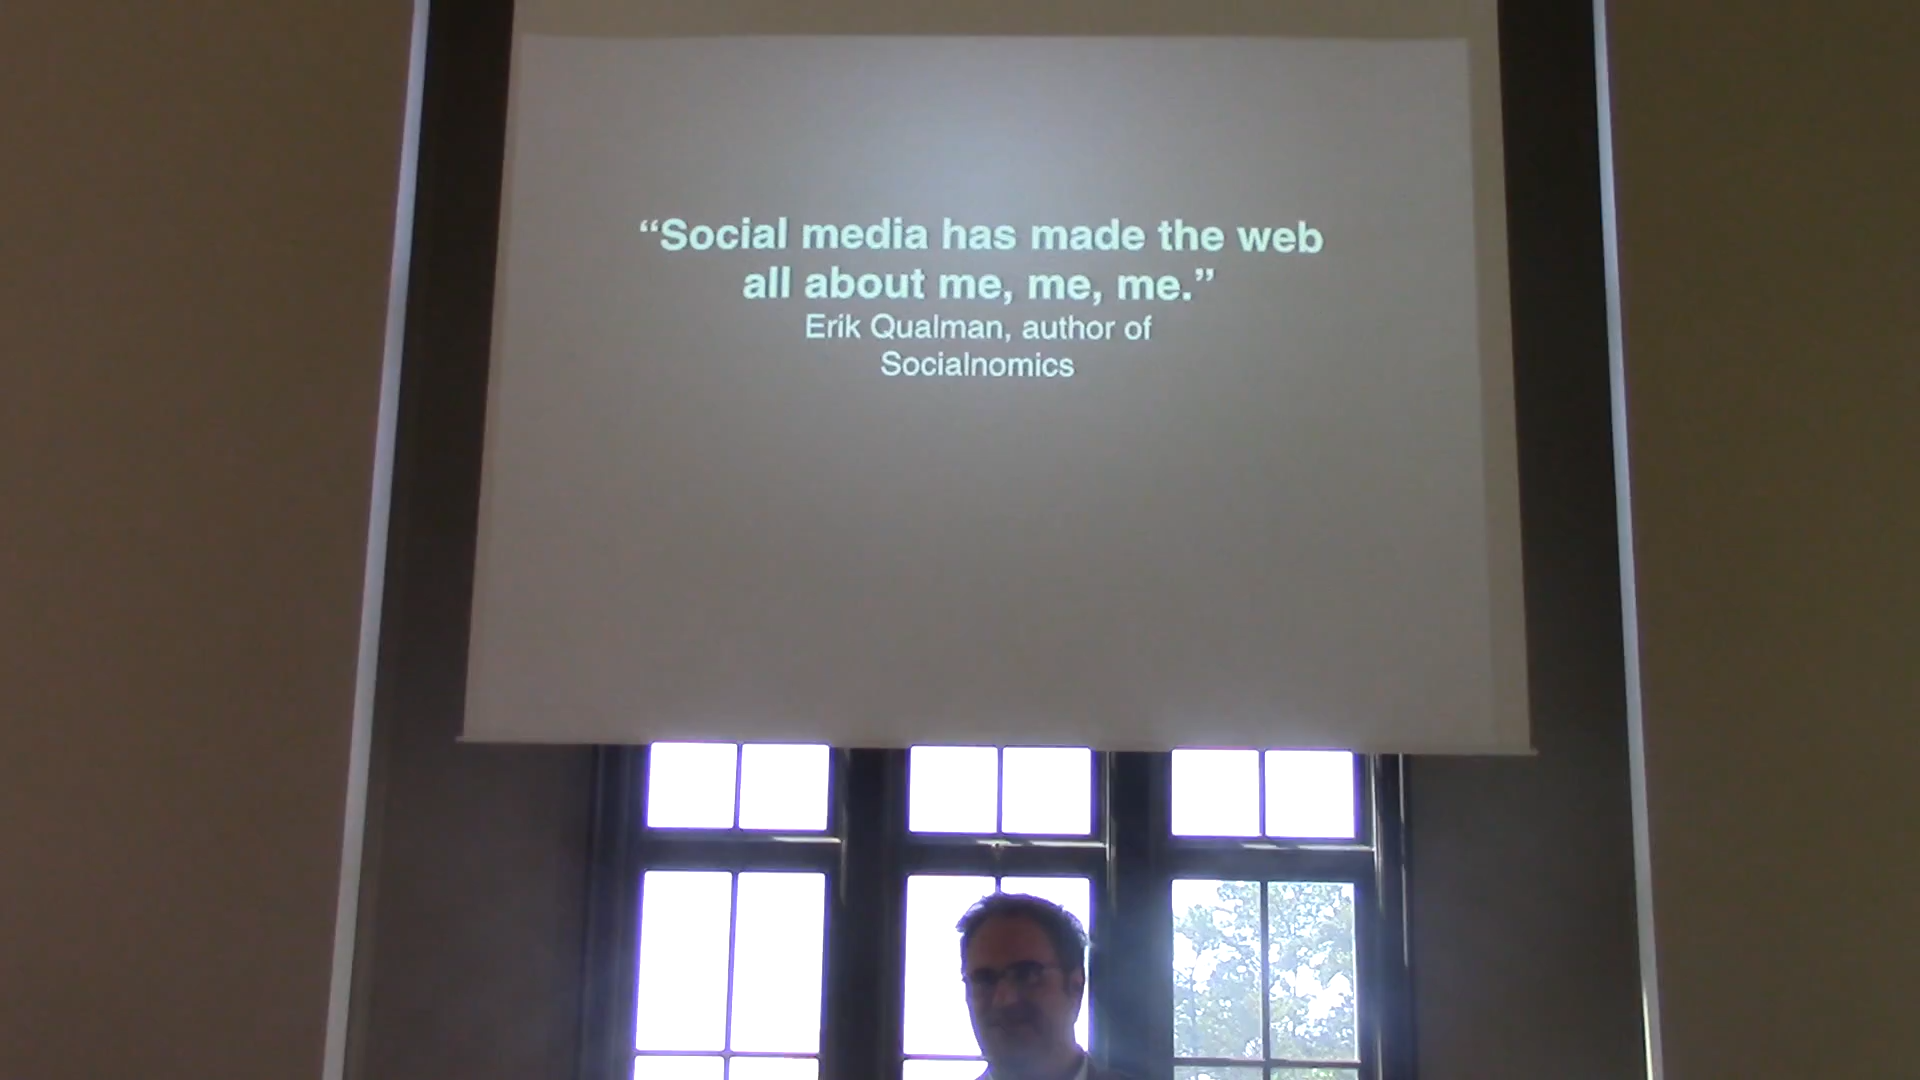 “Social media has made the web
all about me, me, me.”
Erik Qualman, author of
Socialnomics